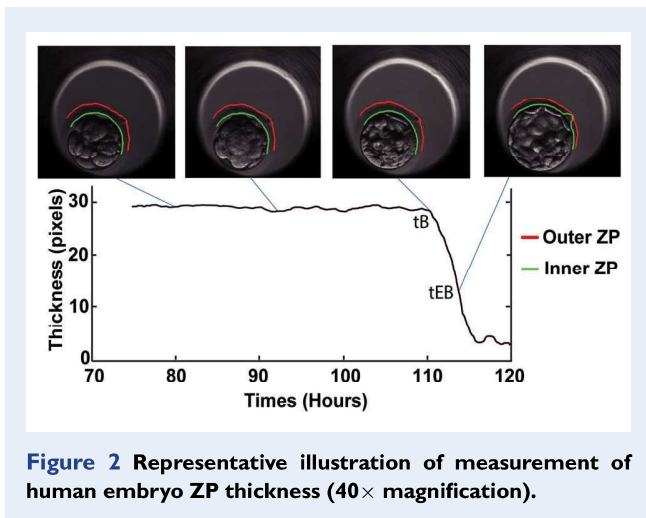 Thickness (pixels)
30
20
10
0
tB
tEB
Outer ZP
Inner ZP
70 80 90 100 110 120
Times (Hours)
Figure 2 Representative illustration of measurement of
human embryo ZP thickness (40× magnification).